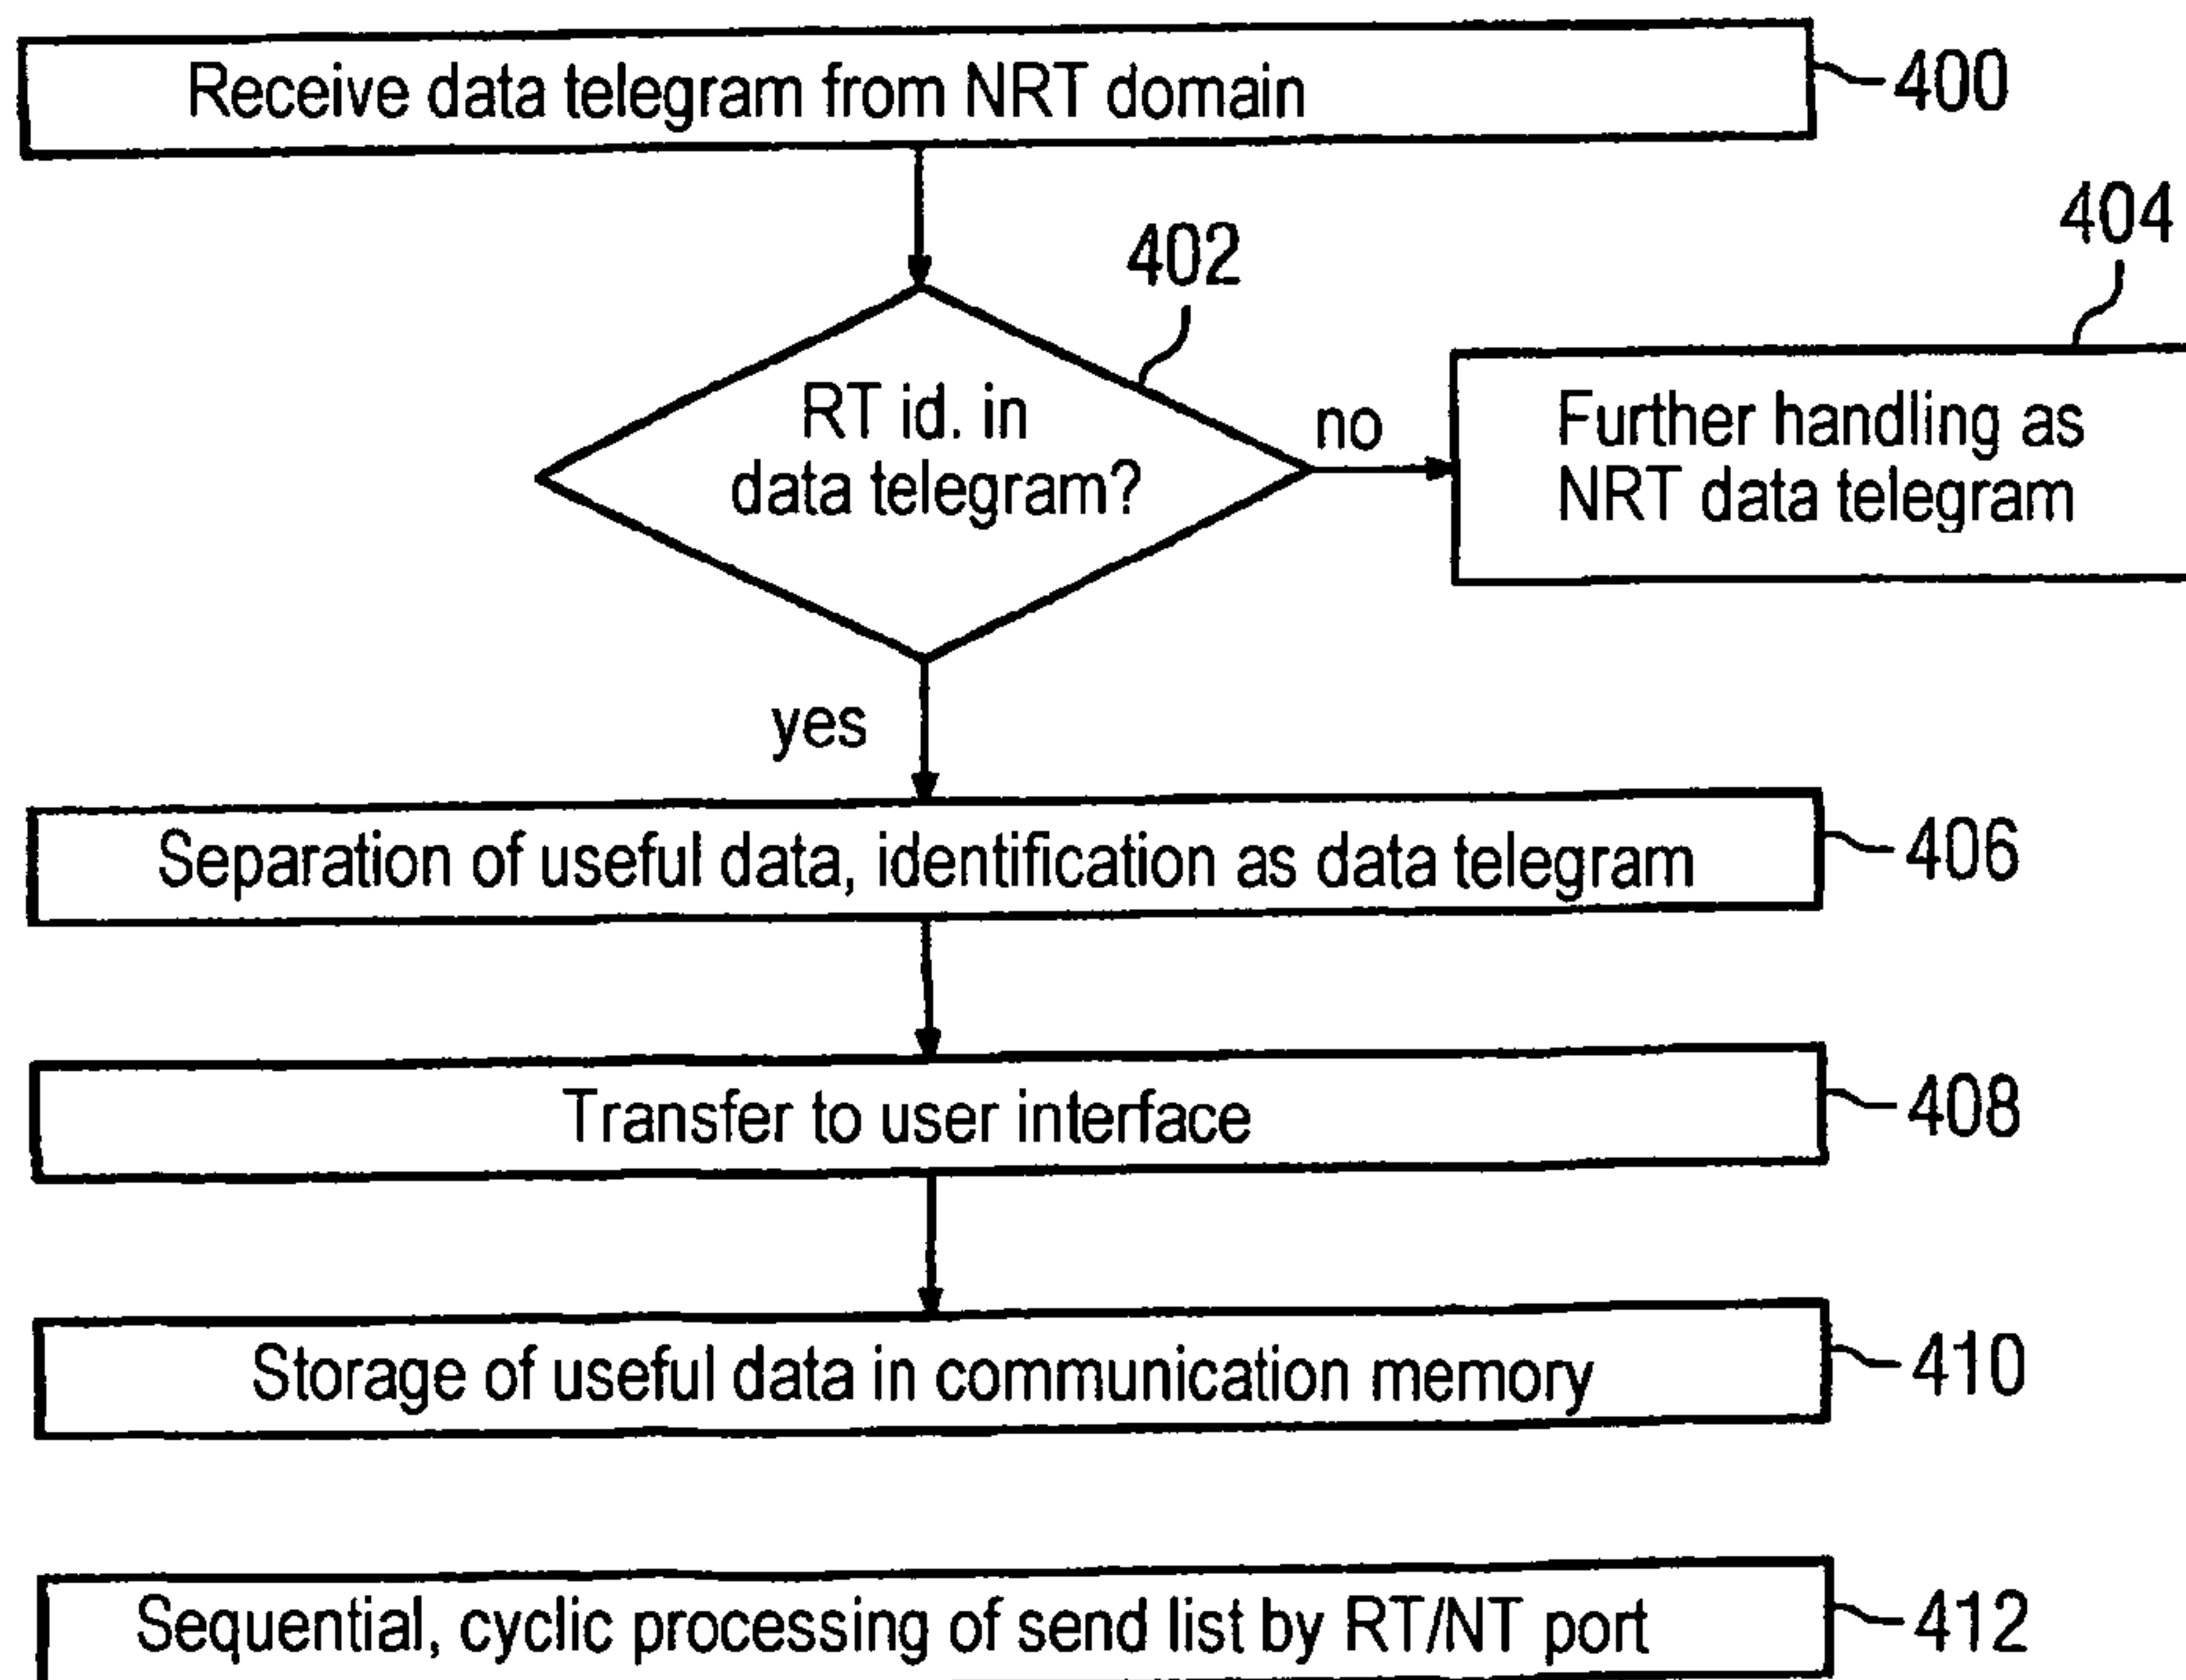 Receive data telegram from NRT domain
400
402
404
RT id. in
data telegram?
no
Further handling as
NRT data telegram
yes
Separation of useful data, identification as data telegram
406
Transfer to user interface
408
Storage of useful data in communication memory
410
Sequential, cyclic processing of send list by RT/NT port
412